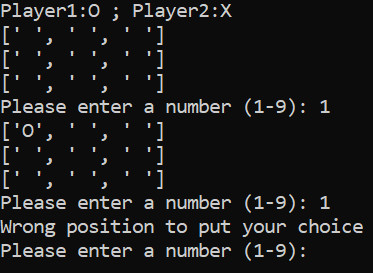 Player1:O ; Player2:X
[' ', ' ', ' ']
[' ', ' ', ' ']
[' ', ' ', ' ']
Please enter a number (1-9): 1
['O', ' ', ' ']
[' ', ' ', ' ']
[' ', ' ', ' ']
Please enter a number (1-9): 1
Wrong position to put your choice
Please enter a number (1-9):